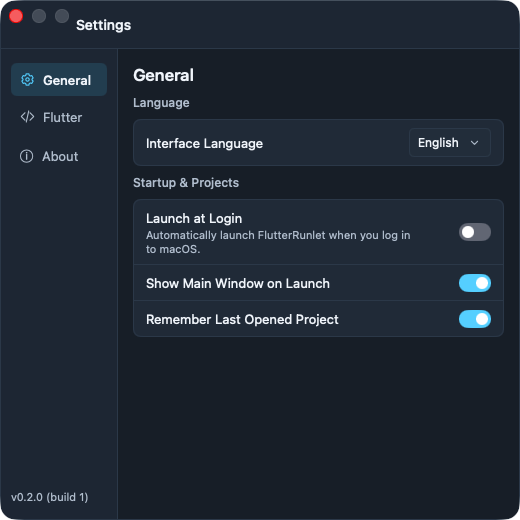 Settings
General
Flutter
About
General
Language
Interface Language
English
Startup & Projects
Launch at Login
Automatically launch FlutterRunlet when you log in
to macOS.
Show Main Window on Launch
Remember Last Opened Project
v0.2.0 (build 1)